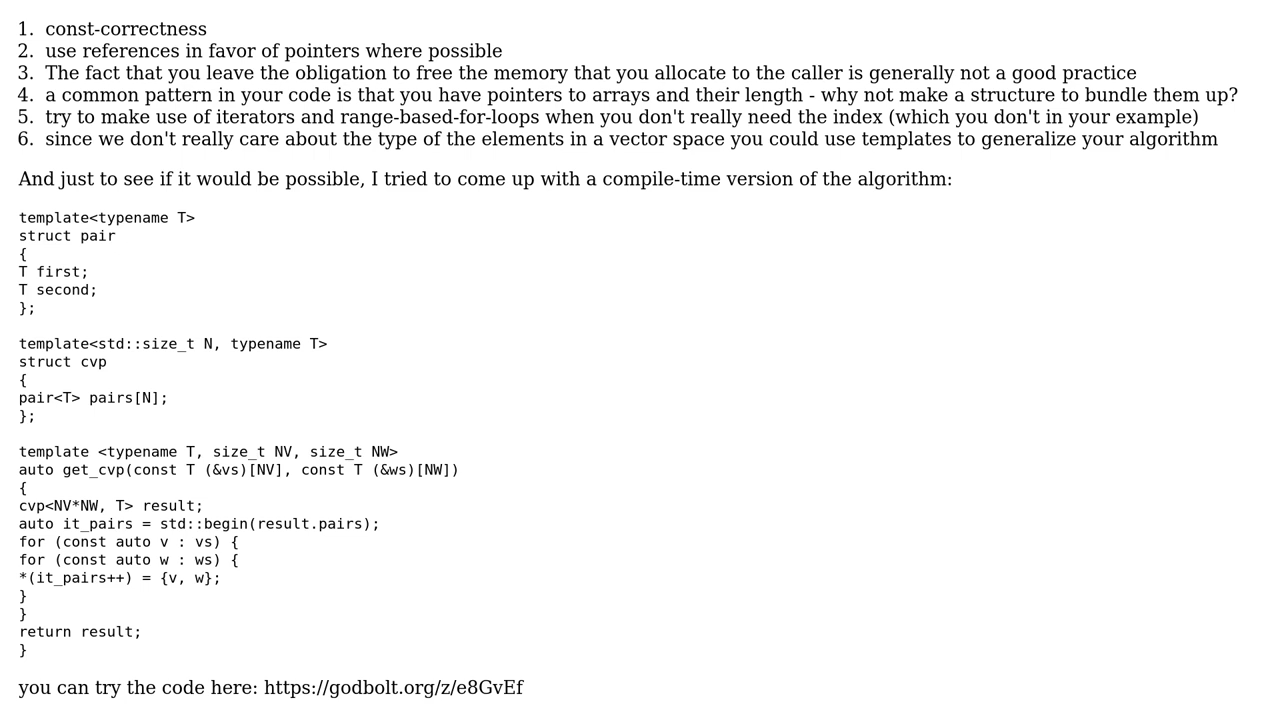 1. const-correctness
2. use references in favor of pointers where possible
3. The fact that you leave the obligation to free the memory that you allocate to the caller is generally not a good practice
4. a common pattern in your code is that you have pointers to arrays and their length - why not make a structure to bundle them up?
5. try to make use of iterators and range-based-for-loops when you don't really need the index (which you don't in your example)
6. since we don't really care about the type of the elements in a vector space you could use templates to generalize your algorithm
And just to see if it would be possible, I tried to come up with a compile-time version of the algorithm:
template<typename T>
struct pair
{
T first;
T second;
};
template<std::size_t N, typename T>
struct cvp
{
pair<T> pairs[N];
};
template <typename T, size_t NV, size_t NW>
auto get_cvp(const T (&vs)[NV], const T (&ws)[NW])
{
cvp<NV*NW, T> result;
auto it_pairs = std::begin(result.pairs);
for (const auto v : vs) {
for (const auto w : ws) {
*(it_pairs++) = {v, w};
}
}
return result;
}
you can try the code here: https://godbolt.org/z/e8GvEf